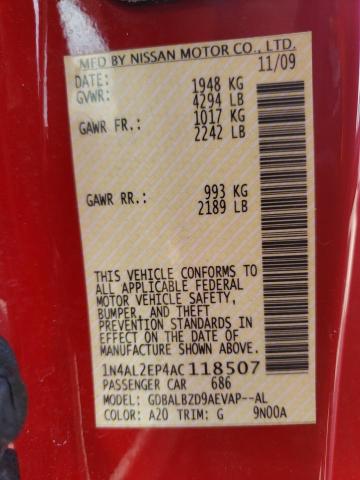 MFD BY NISSAN MOTOR CO., LTD.
DATE: 11/09
GVWR: 1948 KG
4294 LB
GAWR FR.: 1017 KG
2242 LB
GAWR RR.: 993 KG
2189 LB
THIS VEHICLE CONFORMS TO
ALL APPLICABLE FEDERAL
MOTOR VEHICLE SAFETY,
BUMPER, AND THEFT
PREVENTION STANDARDS IN
EFFECT ON THE DATE OF
MANUFACTURE SHOWN ABOVE.
1N4AL2EP4AC118507
PASSENGER CAR 686
MODEL: GDBALBZD9AEVAP--AL
COLOR: A20 TRIM: G 9N00A